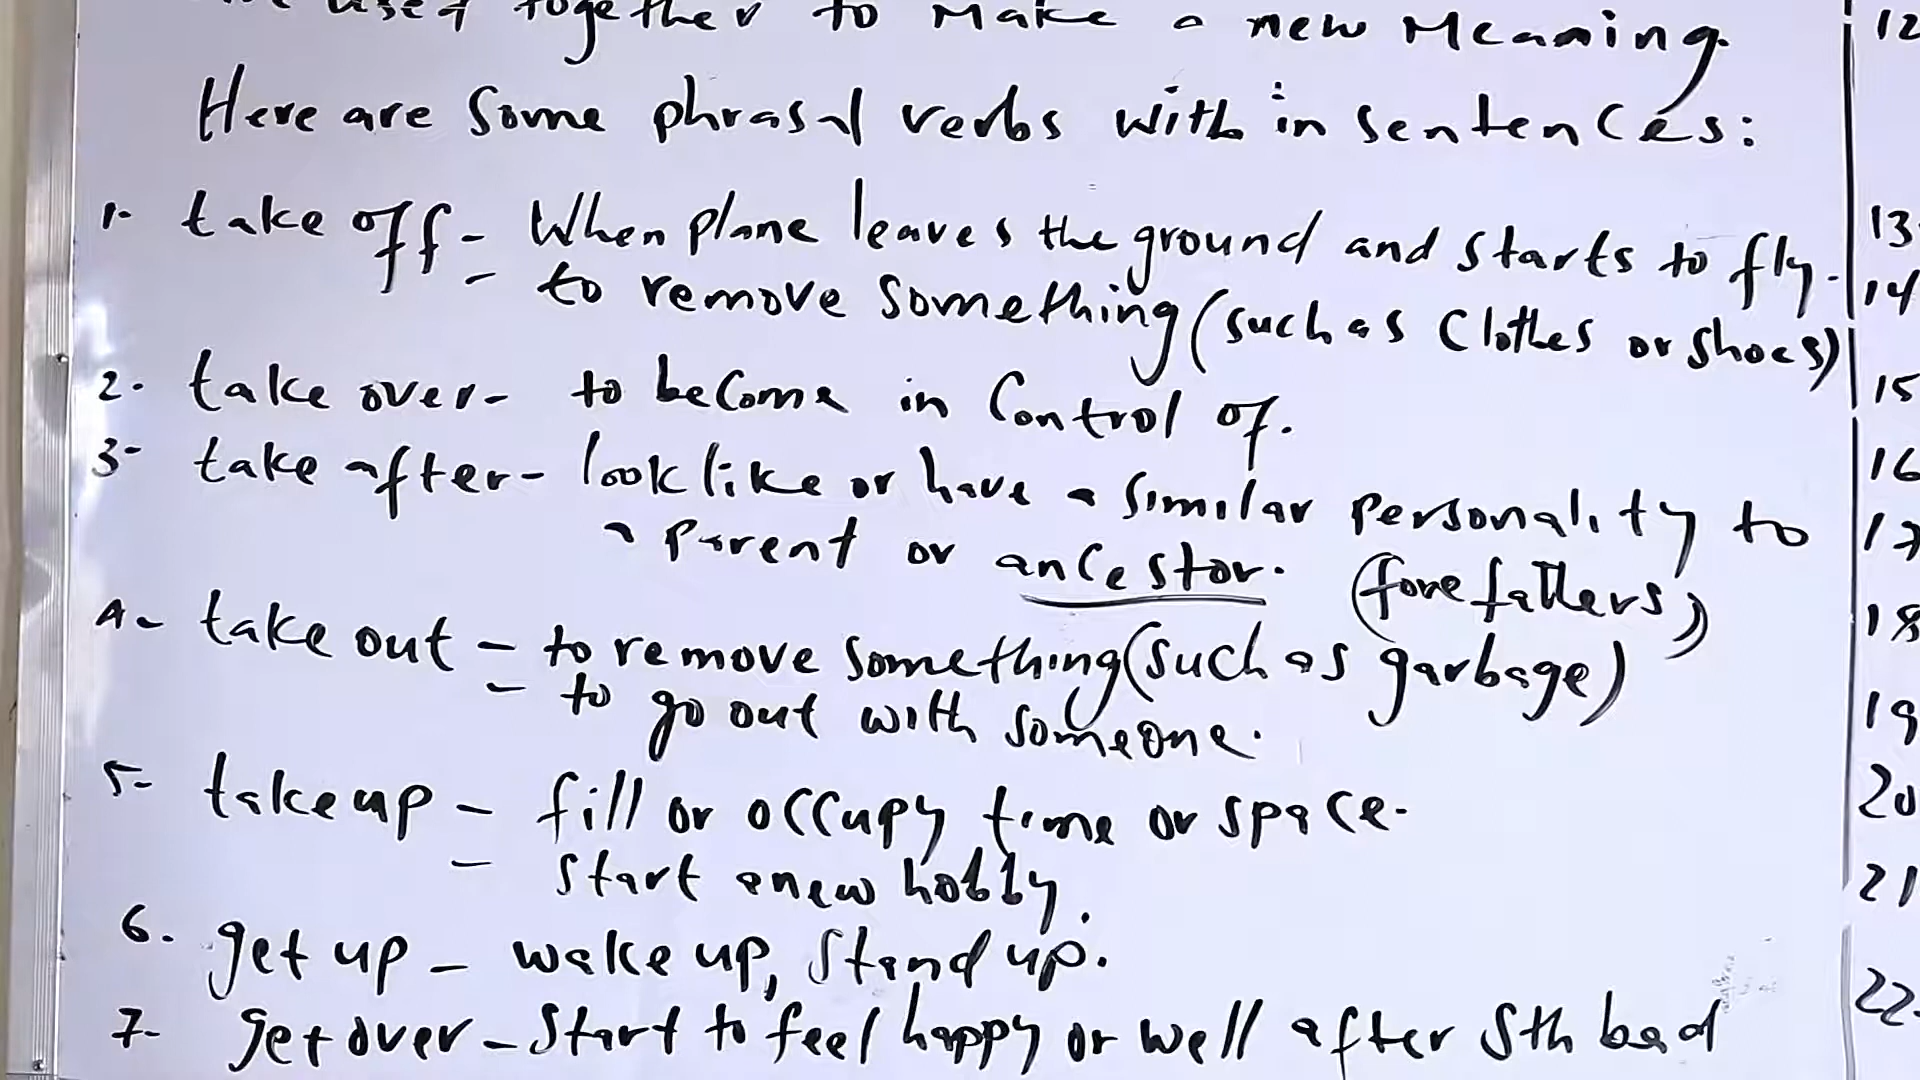 used together to make a new Meaning.
Here are some phrasal verbs with in sentences:
1- take off - When plane leaves the ground and starts to fly.
- to remove something (such as Clothes or shoes)
2- take over - to become in Control of.
3- take after - look like or have a similar personality to
a parent or ancestor. (forefathers)
4- take out - to remove something (such as garbage)
- to go out with someone.
5- take up - fill or occupy time or space.
- start a new hobby.
6. get up - wake up, stand up.
7- get over - start to feel happy or well after sth bad
12
13
14
15
16
17
18
19
20
21
22